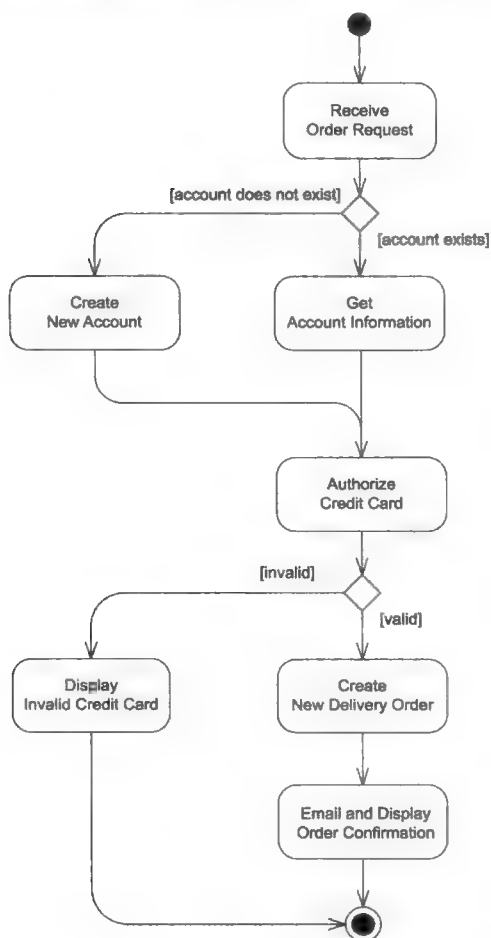 Receive
Order Request
[account does not exist]
[account exists]
Create
New Account
Get
Account Information
Authorize
Credit Card
[invalid]
[valid]
Display
Invalid Credit Card
Create
New Delivery Order
Email and Display
Order Confirmation